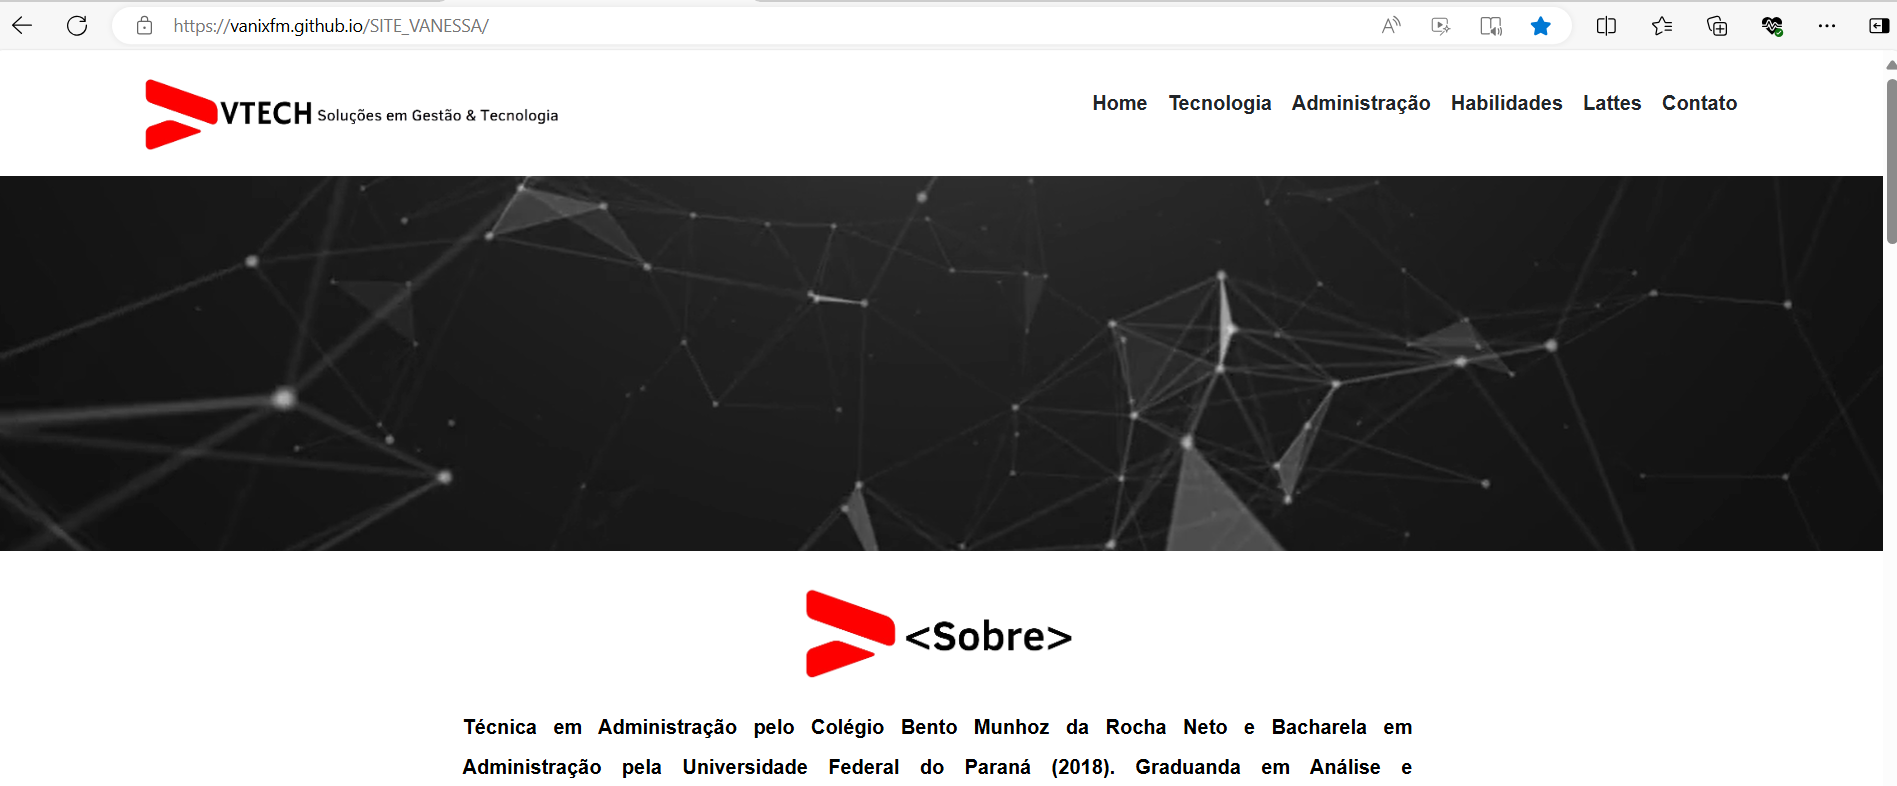 https://vanixfm.github.io/SITE_VANESSA/
VTECH Soluções em Gestão & Tecnologia
Home Tecnologia Administração Habilidades Lattes Contato
<Sobre>
Técnica em Administração pelo Colégio Bento Munhoz da Rocha Neto e Bacharela em
Administração pela Universidade Federal do Paraná (2018). Graduanda em Análise e